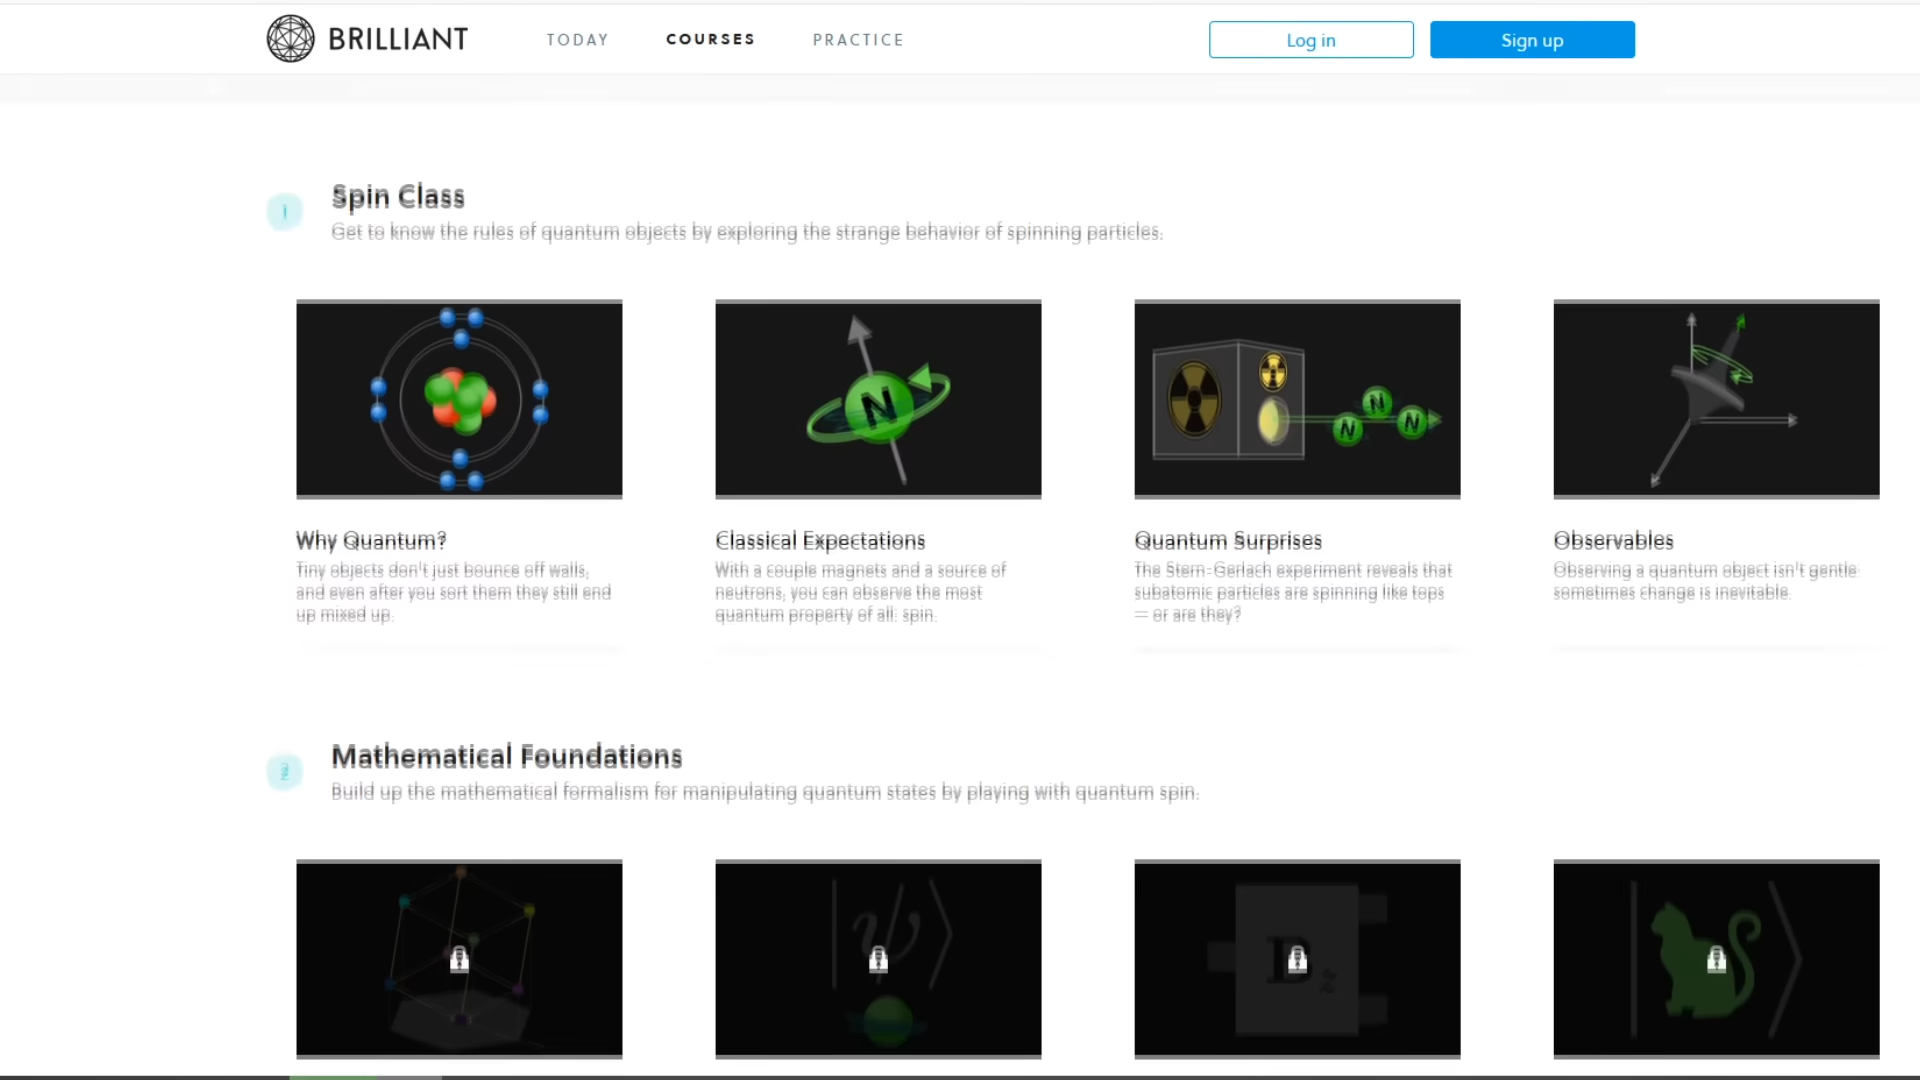 BRILLIANT
TODAY
COURSES
PRACTICE
Log in
Sign up
1
Spin Class
Get to know the rules of quantum objects by exploring the strange behavior of spinning particles.
N
N
N
N
Why Quantum?
Tiny objects don't just bounce off walls,
and even after you sort them they still end
up mixed up.
Classical Expectations
With a couple magnets and a source of
neutrons, you can observe the most
quantum property of all: spin.
Quantum Surprises
The Stern-Gerlach experiment reveals that
subatomic particles are spinning like tops
— or are they?
Observables
Observing a quantum object isn't gentle:
sometimes change is inevitable.
2
Mathematical Foundations
Build up the mathematical formalism for manipulating quantum states by playing with quantum spin.
|ψ⟩
D z